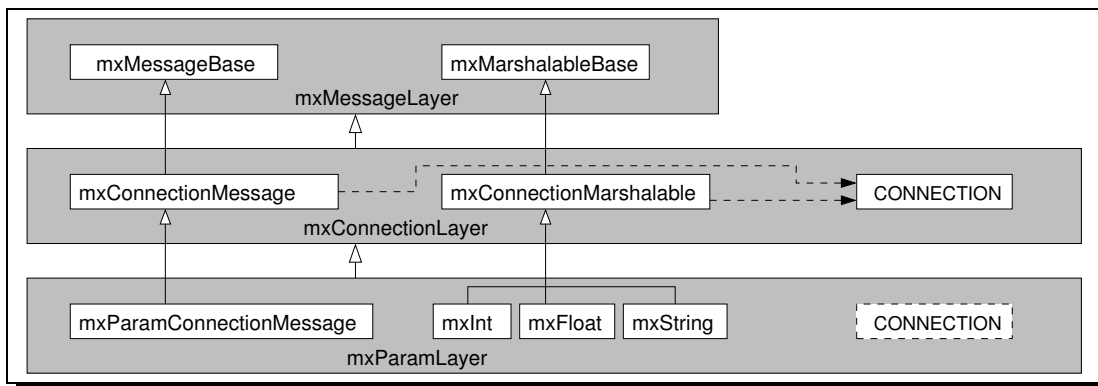 mxMessageBase
mxMarshalableBase
mxMessageLayer
mxConnectionMessage
mxConnectionMarshalable
CONNECTION
mxConnectionLayer
mxParamConnectionMessage
mxInt
mxFloat
mxString
CONNECTION
mxParamLayer